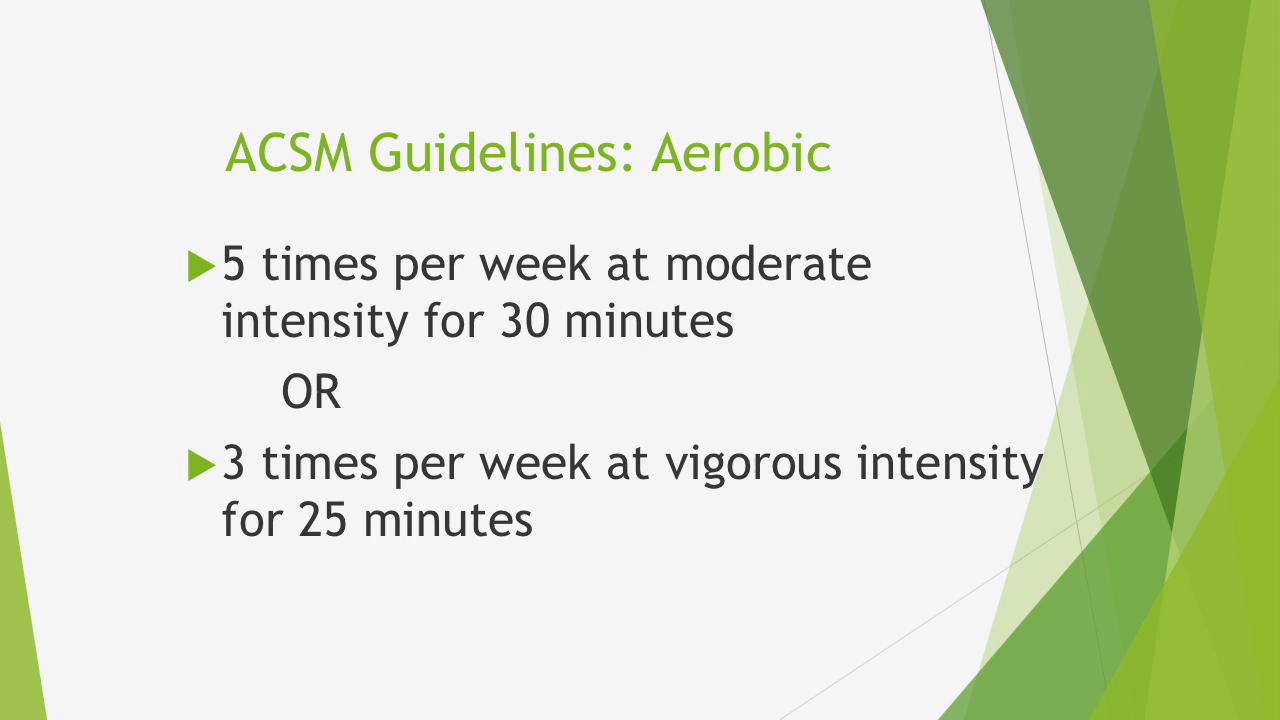 ACSM Guidelines: Aerobic
5 times per week at moderate
intensity for 30 minutes
OR
3 times per week at vigorous intensity
for 25 minutes